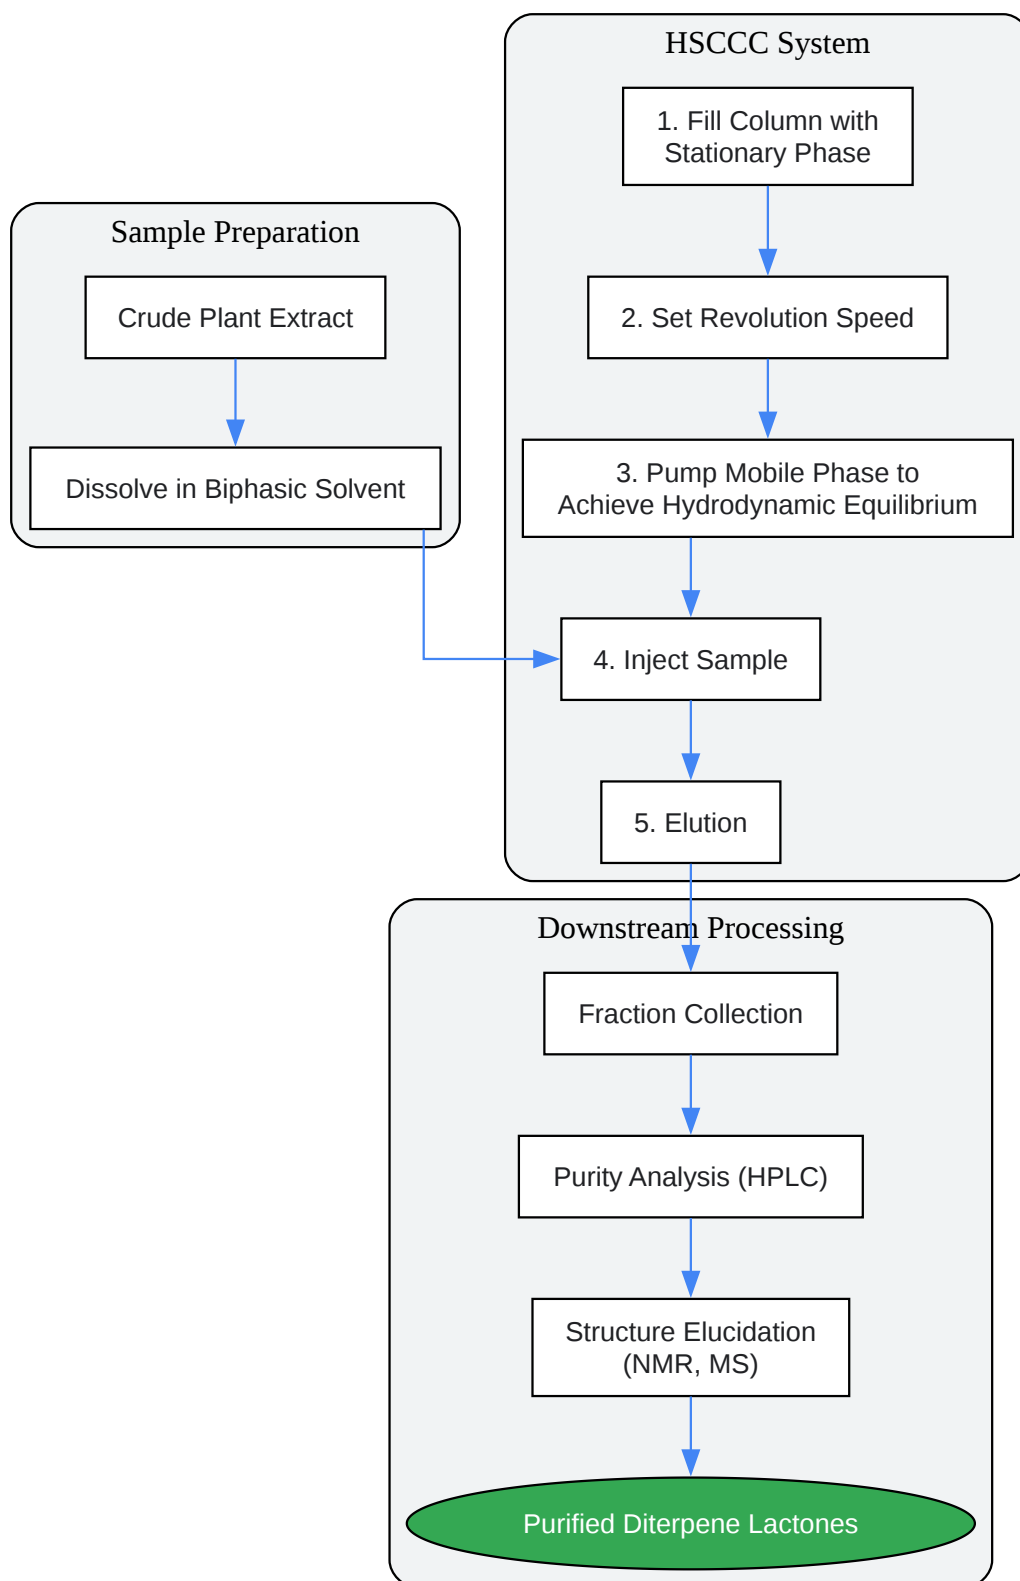 HSCCC System
1. Fill Column with
Stationary Phase
Sample Preparation
Crude Plant Extract
2. Set Revolution Speed
Dissolve in Biphasic Solvent
3. Pump Mobile Phase to
Achieve Hydrodynamic Equilibrium
4. Inject Sample
5. Elution
Downstream Processing
Fraction Collection
Purity Analysis (HPLC)
Structure Elucidation
(NMR, MS)
Purified Diterpene Lactones